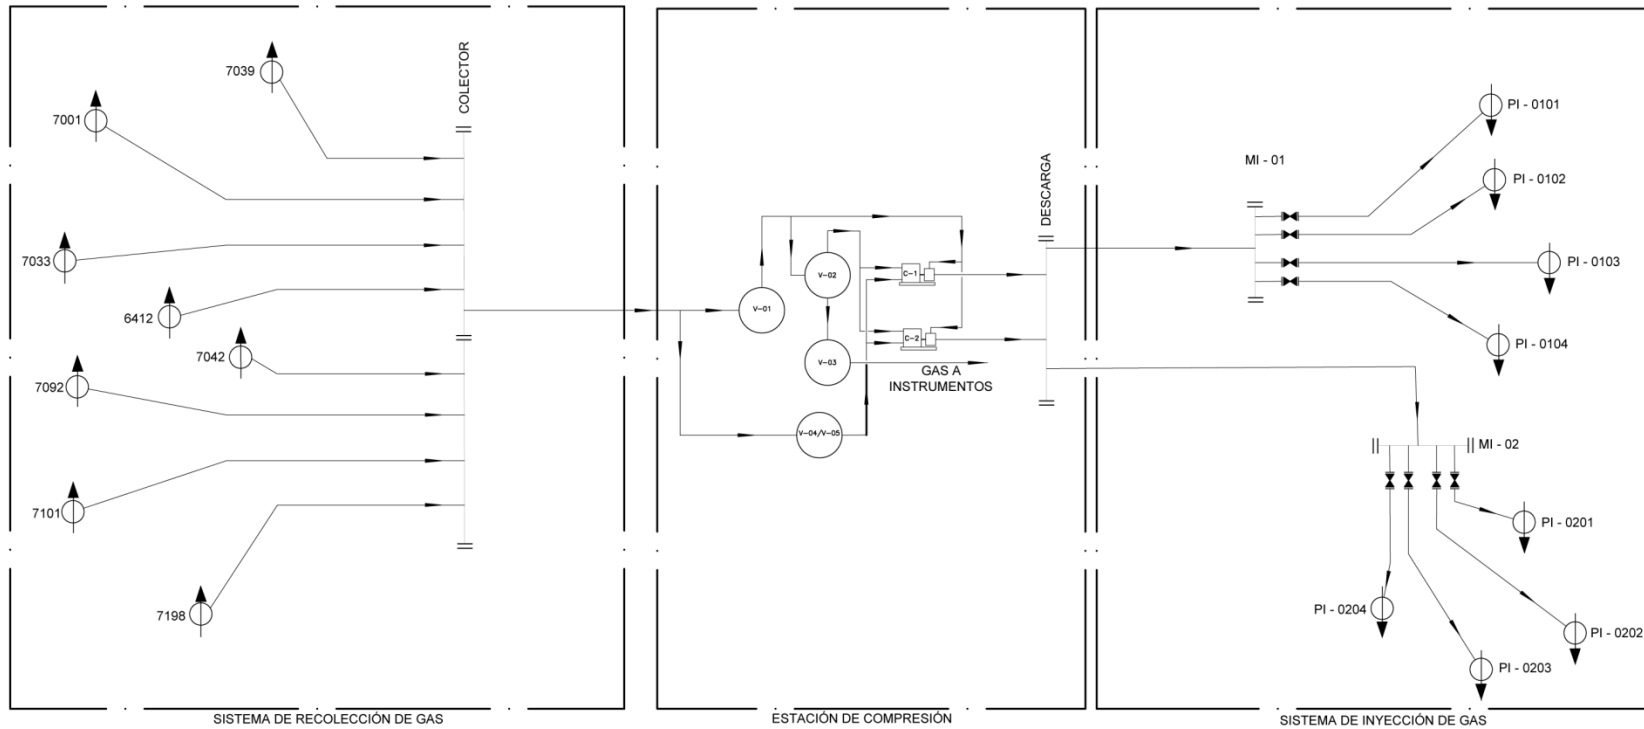 7039
7001
7033
6412
7042
7092
7101
7198
COLECTOR
SISTEMA DE RECOLECCIÓN DE GAS
V-01
V-02
V-03
V-04/V-05
C-1
C-2
GAS A
INSTRUMENTOS
DESCARGA
ESTACIÓN DE COMPRESIÓN
MI - 01
PI - 0101
PI - 0102
PI - 0103
PI - 0104
MI - 02
PI - 0201
PI - 0204
PI - 0202
PI - 0203
SISTEMA DE INYECCIÓN DE GAS